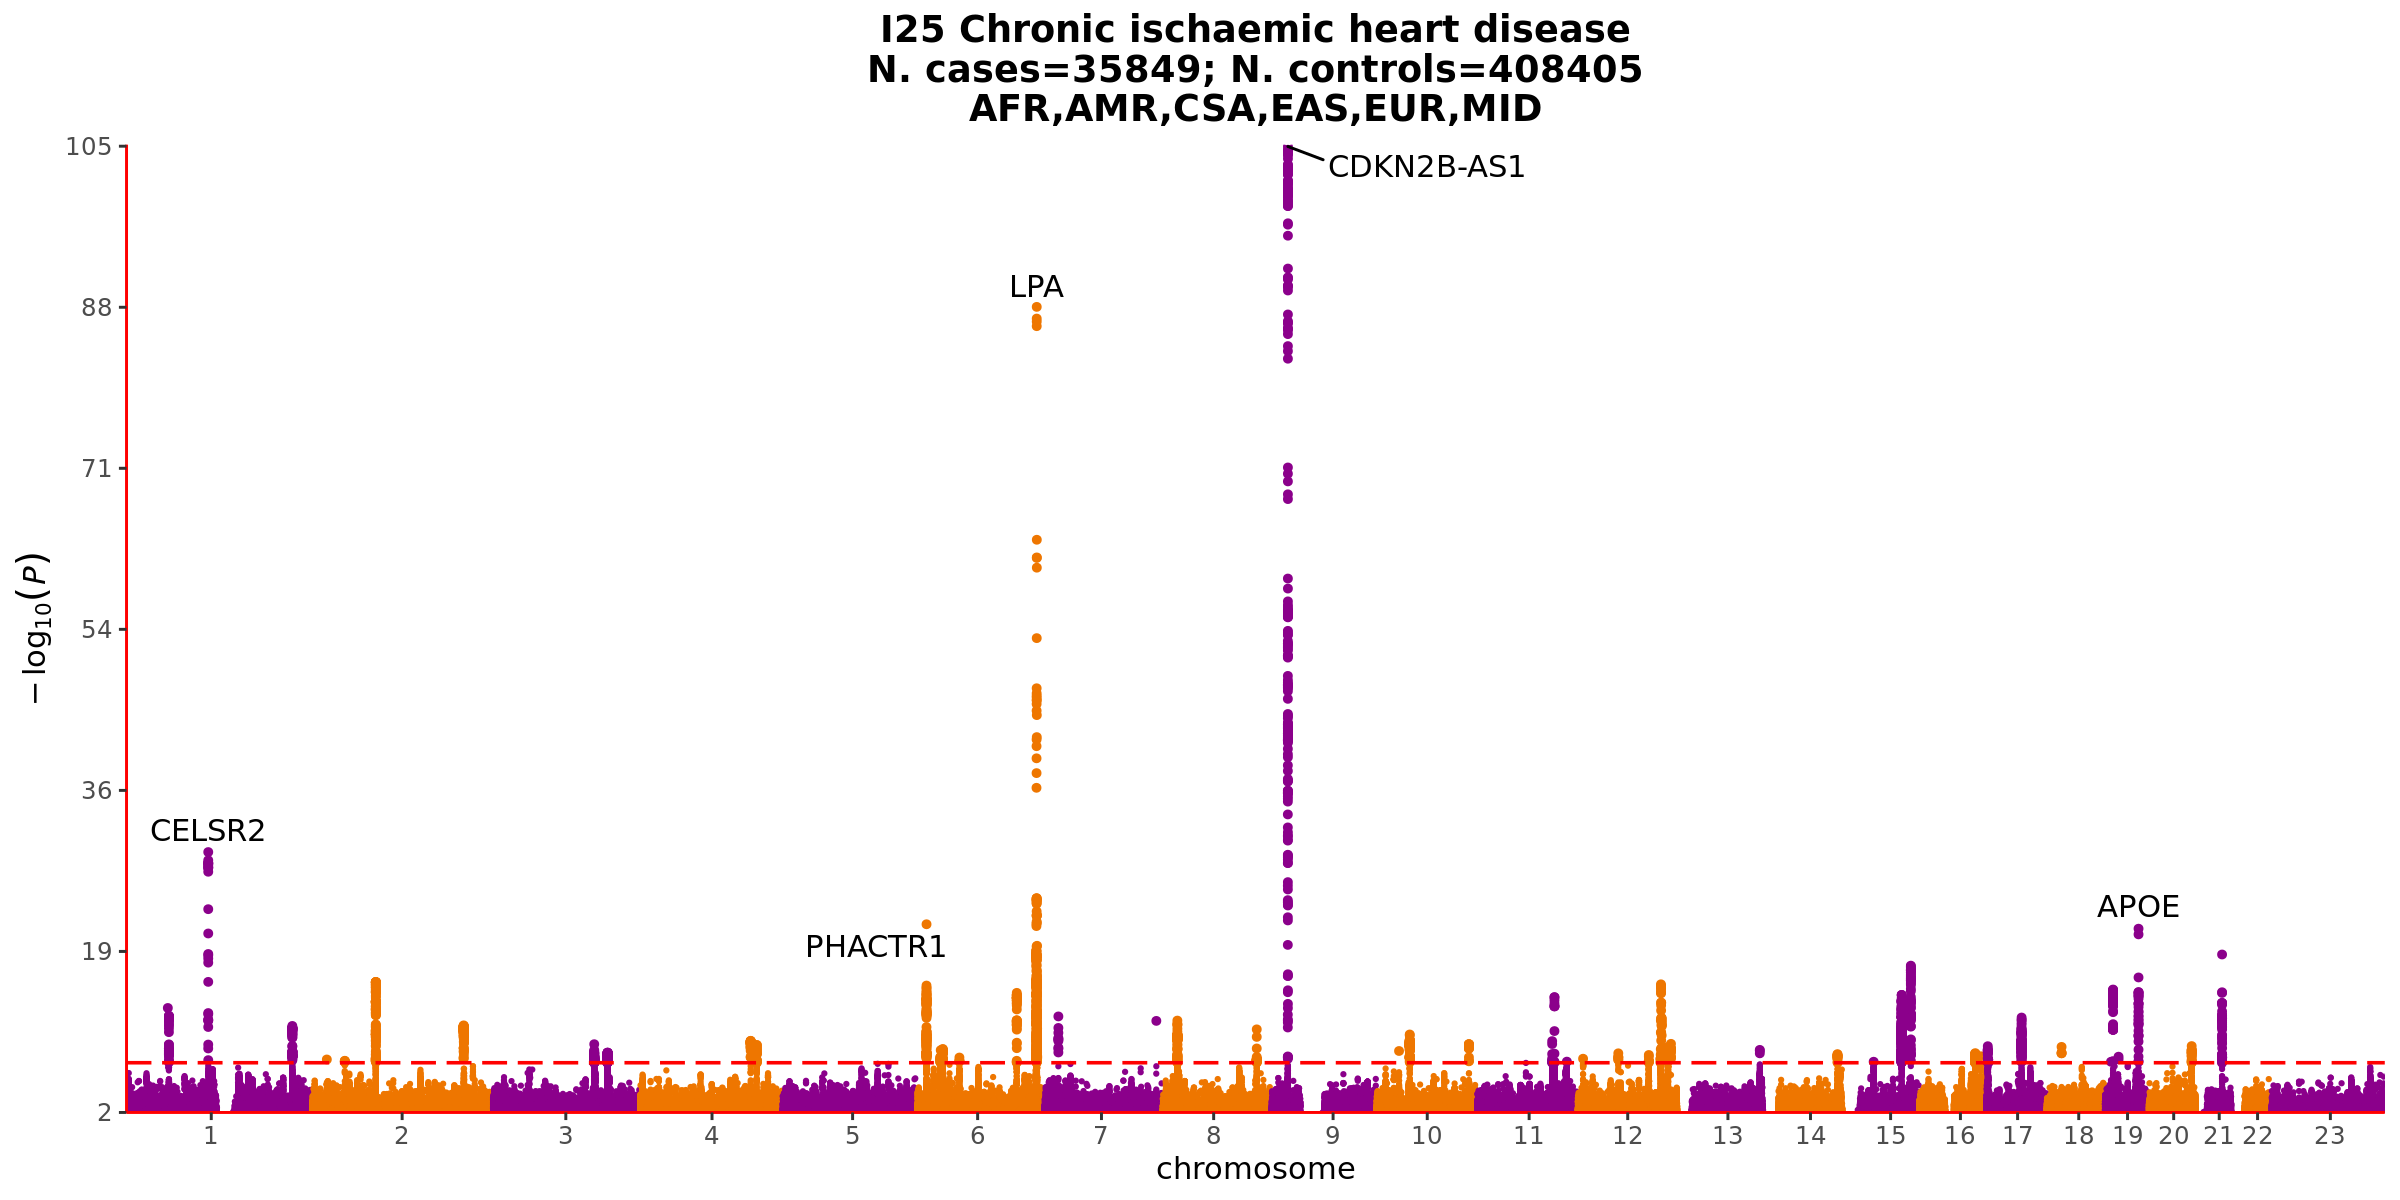 I25 Chronic ischaemic heart disease
N. cases=35849; N. controls=408405
AFR,AMR,CSA,EAS,EUR,MID
105
CDKN2B-AS1
LPA
88
71
−log₁₀(P)
54
36
CELSR2
APOE
PHACTR1
19
2
1 2 3 4 5 6 7 8 9 10 11 12 13 14 15 16 17 18 19 20 21 22 23
chromosome